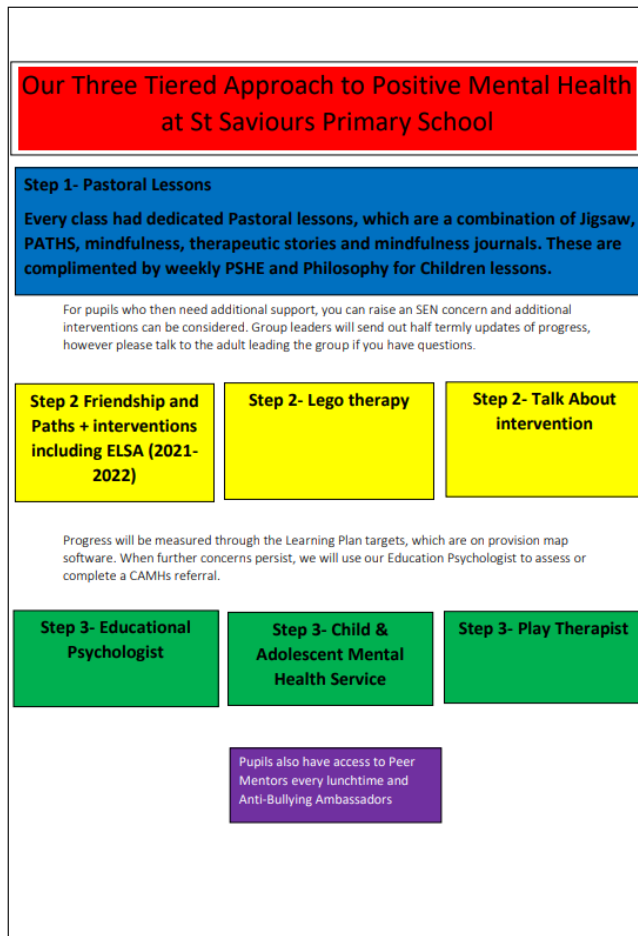 Our Three Tiered Approach to Positive Mental Health
at St Saviours Primary School
Step 1- Pastoral Lessons
Every class had dedicated Pastoral lessons, which are a combination of Jigsaw,
PATHS, mindfulness, therapeutic stories and mindfulness journals. These are
complimented by weekly PSHE and Philosophy for Children lessons.
For pupils who then need additional support, you can raise an SEN concern and additional
interventions can be considered. Group leaders will send out half termly updates of progress,
however please talk to the adult leading the group if you have questions.
Step 2 Friendship and
Paths + interventions
including ELSA (2021-
2022)
Step 2- Lego therapy
Step 2- Talk About
intervention
Progress will be measured through the Learning Plan targets, which are on provision map
software. When further concerns persist, we will use our Education Psychologist to assess or
complete a CAMHs referral.
Step 3- Educational
Psychologist
Step 3- Child &
Adolescent Mental
Health Service
Step 3- Play Therapist
Pupils also have access to Peer
Mentors every lunchtime and
Anti-Bullying Ambassadors